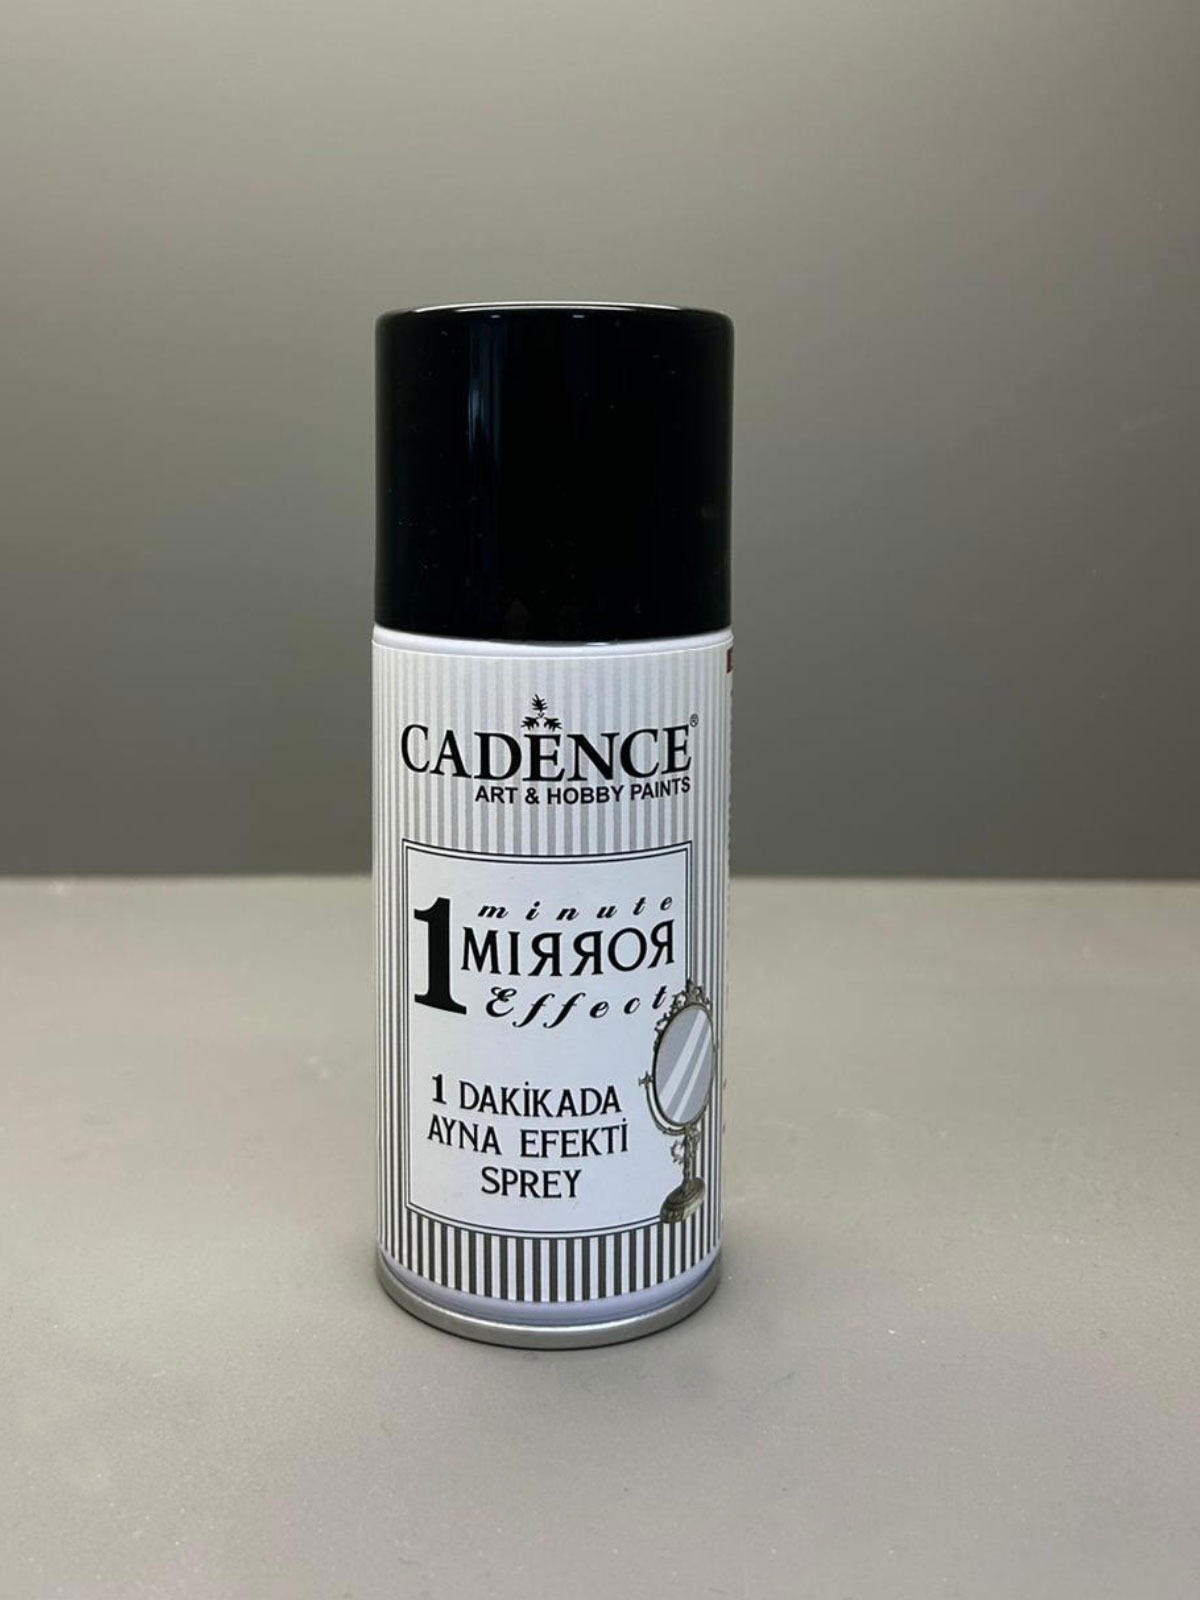 CADENCE®
ART & HOBBY PAINTS
1 minute
MIRROR
Effect
1 DAKİKADA
AYNA EFEKTİ
SPREY